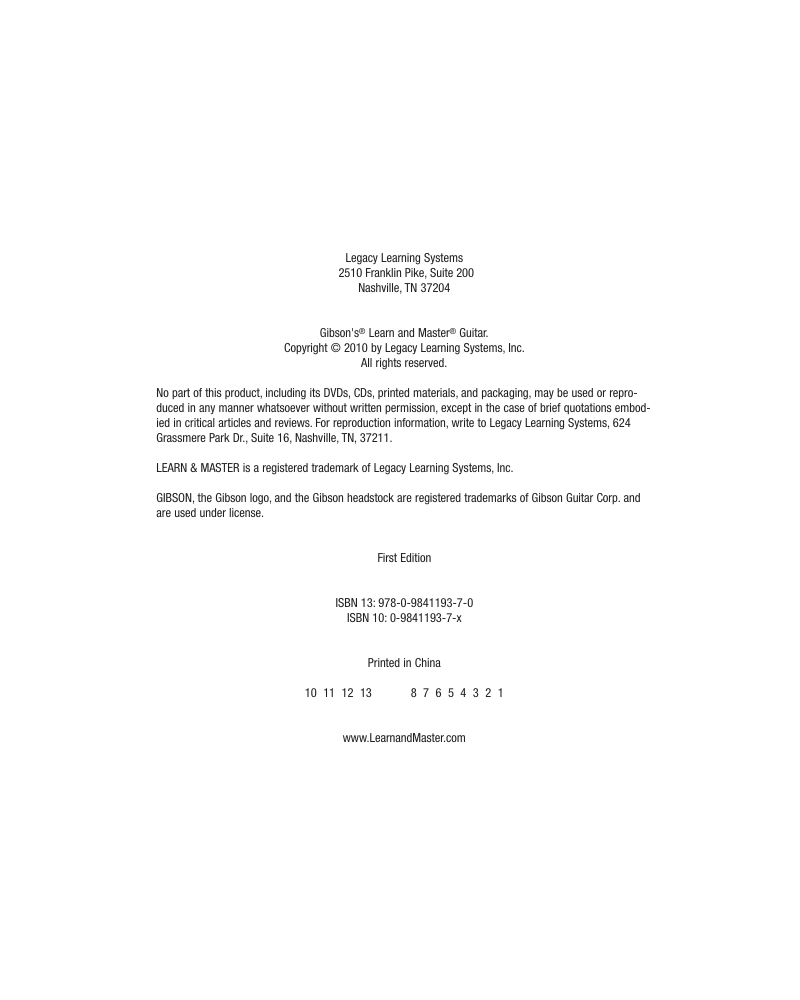 Legacy Learning Systems
2510 Franklin Pike, Suite 200
Nashville, TN 37204
Gibson's® Learn and Master® Guitar.
Copyright © 2010 by Legacy Learning Systems, Inc.
All rights reserved.
No part of this product, including its DVDs, CDs, printed materials, and packaging, may be used or repro-
duced in any manner whatsoever without written permission, except in the case of brief quotations embod-
ied in critical articles and reviews. For reproduction information, write to Legacy Learning Systems, 624
Grassmere Park Dr., Suite 16, Nashville, TN, 37211.
LEARN & MASTER is a registered trademark of Legacy Learning Systems, Inc.
GIBSON, the Gibson logo, and the Gibson headstock are registered trademarks of Gibson Guitar Corp. and
are used under license.
First Edition
ISBN 13: 978-0-9841193-7-0
ISBN 10: 0-9841193-7-x
Printed in China
10 11 12 13 8 7 6 5 4 3 2 1
www.LearnandMaster.com